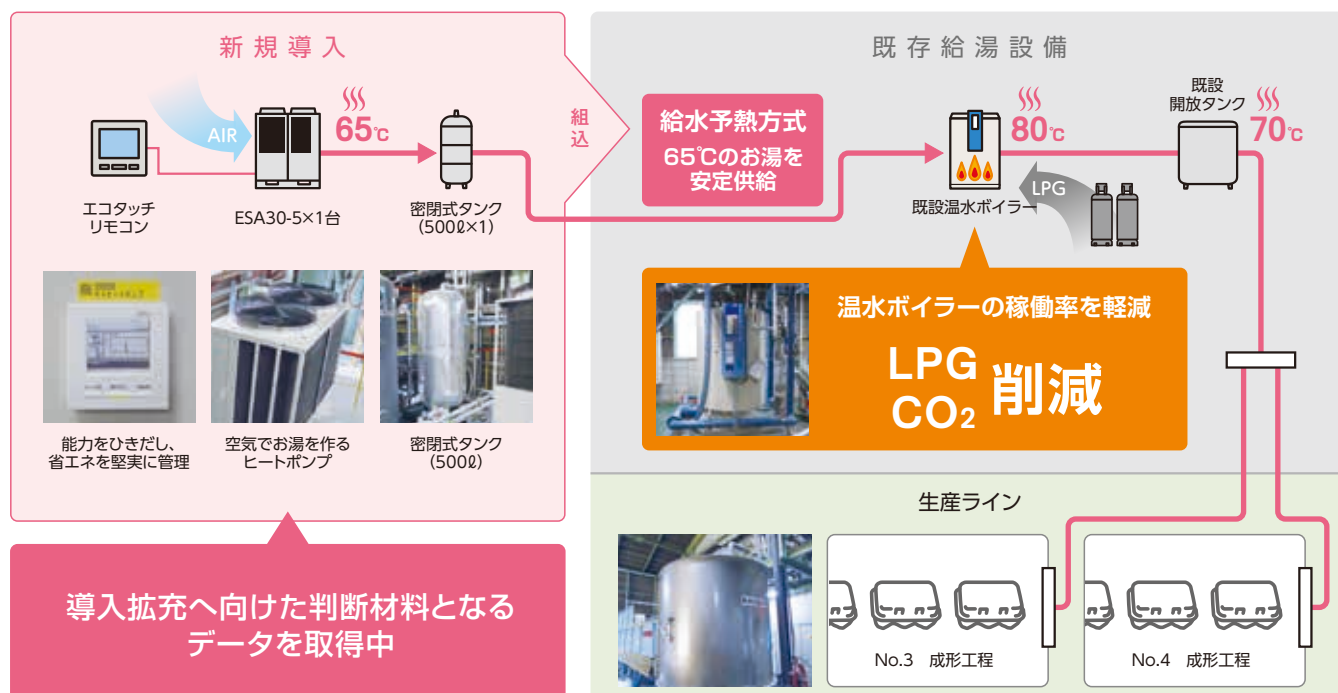 新規導入
AIR
65℃
エコタッチ
リモコン
ESA30-5×1台
密閉式タンク
(500ℓ×1)
能力をひきだし、
省エネを堅実に管理
空気でお湯を作る
ヒートポンプ
密閉式タンク
(500ℓ)
導入拡充へ向けた判断材料となる
データを取得中
組込
既存給湯設備
給水予熱方式
65℃のお湯を
安定供給
80℃
既設温水ボイラー
LPG
既設
開放タンク
70℃
温水ボイラーの稼働率を軽減
LPG
CO₂
削減
生産ライン
No.3 成形工程
No.4 成形工程